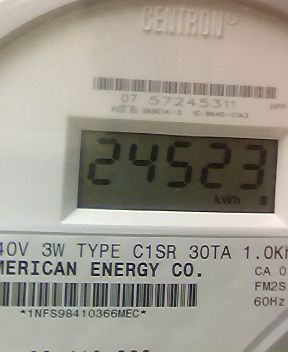 CENTRON
07 57245311
24523
kWh
40V 3W TYPE C1SR 30TA 1.0K
MERICAN ENERGY CO.
CA 0
FM2S
60Hz
*1NFS98410366MEC*